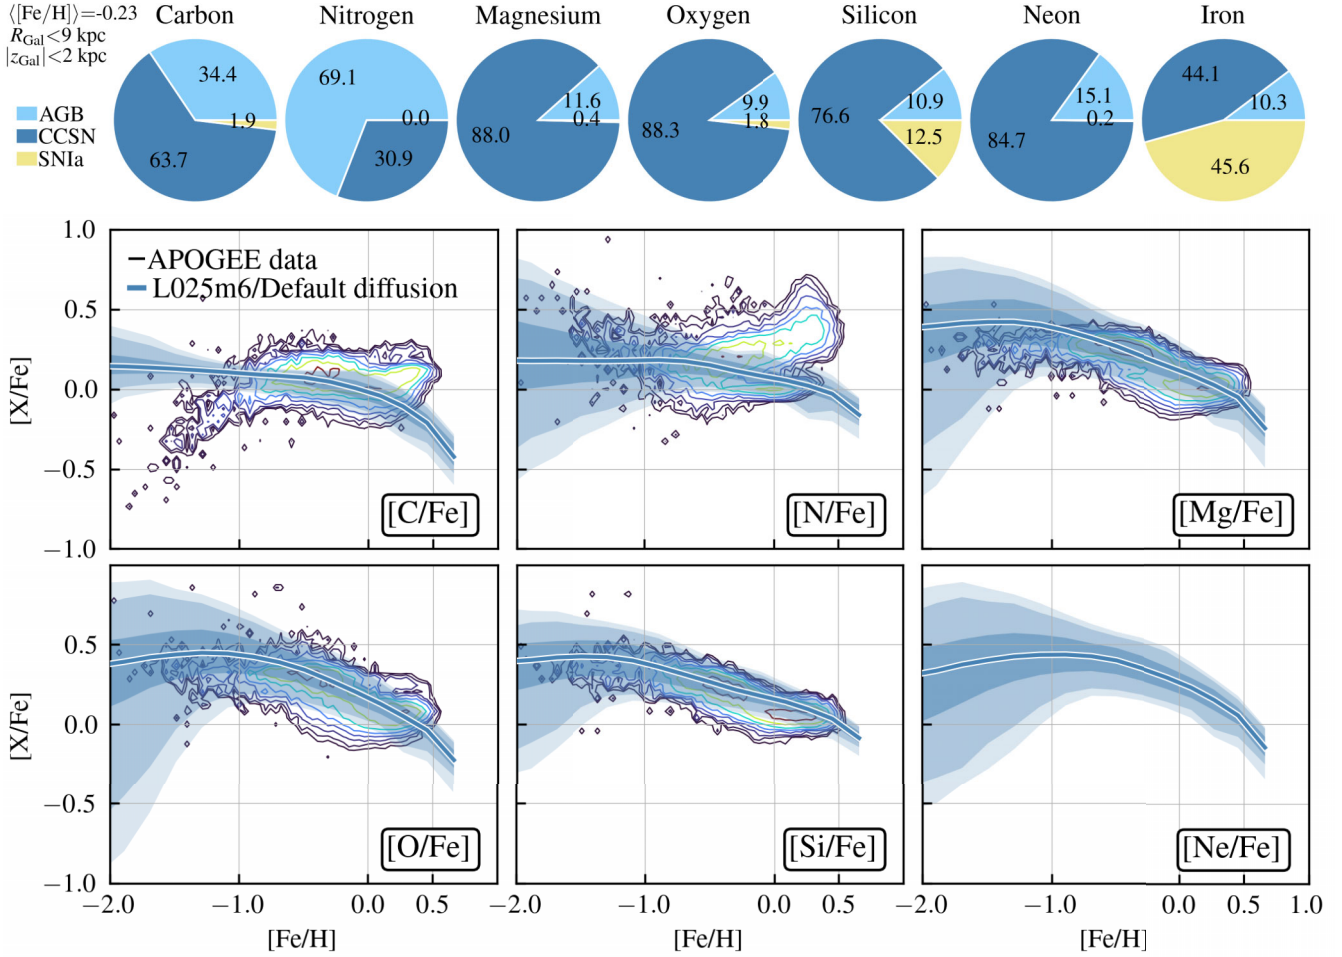 ⟨[Fe/H]⟩=-0.23
R_Gal<9 kpc
|z_Gal|<2 kpc
AGB
CCSN
SNIa
Carbon
34.4
1.9
63.7
Nitrogen
69.1
0.0
30.9
Magnesium
11.6
0.4
88.0
Oxygen
9.9
1.8
88.3
Silicon
76.6
10.9
12.5
Neon
15.1
0.2
84.7
Iron
44.1
10.3
45.6
APOGEE data
L025m6/Default diffusion
[X/Fe]
1.0
0.5
0.0
−0.5
−1.0
[C/Fe]
[N/Fe]
[Mg/Fe]
[X/Fe]
0.5
0.0
−0.5
−1.0
[O/Fe]
[Si/Fe]
[Ne/Fe]
−2.0 −1.0 0.0 0.5
−2.0 −1.0 0.0 0.5
−2.0 −1.0 0.0 0.5 1.0
[Fe/H]
[Fe/H]
[Fe/H]